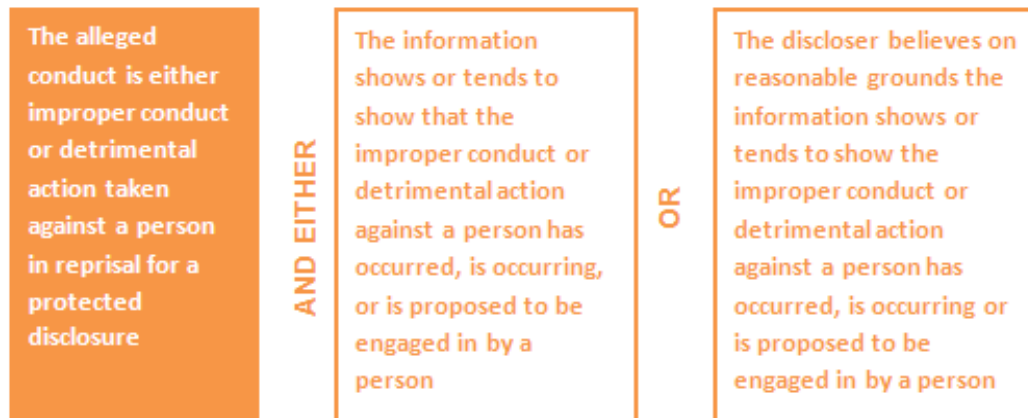 The alleged
conduct is either
improper conduct
or detrimental
action taken
against a person
in reprisal for a
protected
disclosure
AND EITHER
The information
shows or tends to
show that the
improper conduct or
detrimental action
against a person has
occurred, is occurring,
or is proposed to be
engaged in by a
person
OR
The discloser believes on
reasonable grounds the
information shows or
tends to show the
improper conduct or
detrimental action
against a person has
occurred, is occurring or
is proposed to be
engaged in by a person